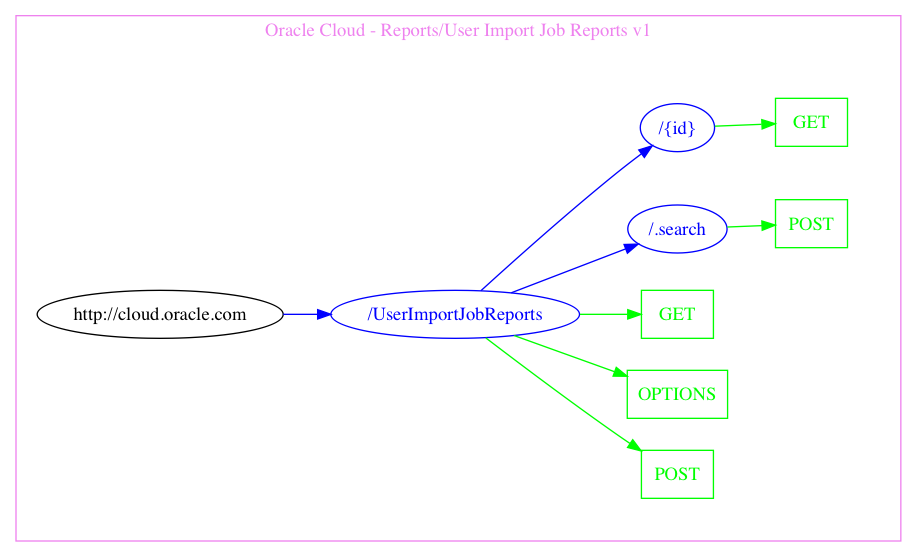 Oracle Cloud - Reports/User Import Job Reports v1
/{id}
GET
/.search
POST
http://cloud.oracle.com
/UserImportJobReports
GET
OPTIONS
POST